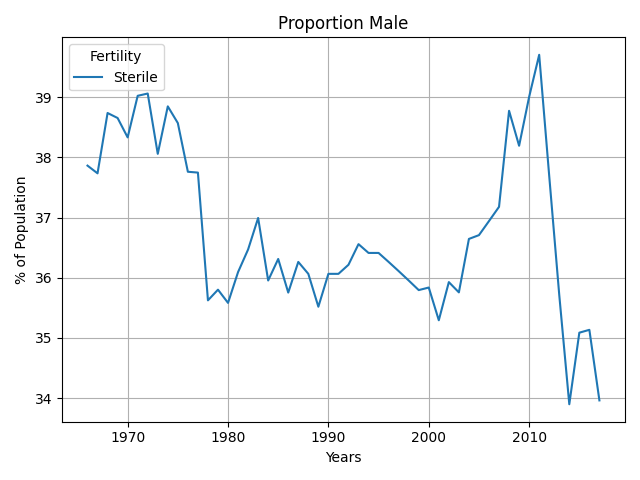 Proportion Male
Fertility
Sterile
% of Population
39
38
37
36
35
34
1970 1980 1990 2000 2010
Years